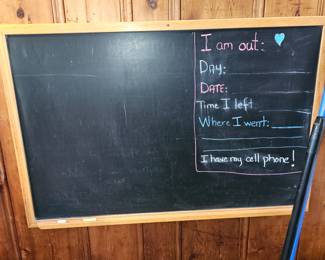 I am out:
DAY:
DATE:
Time I left
Where I went:
I have my cell phone!